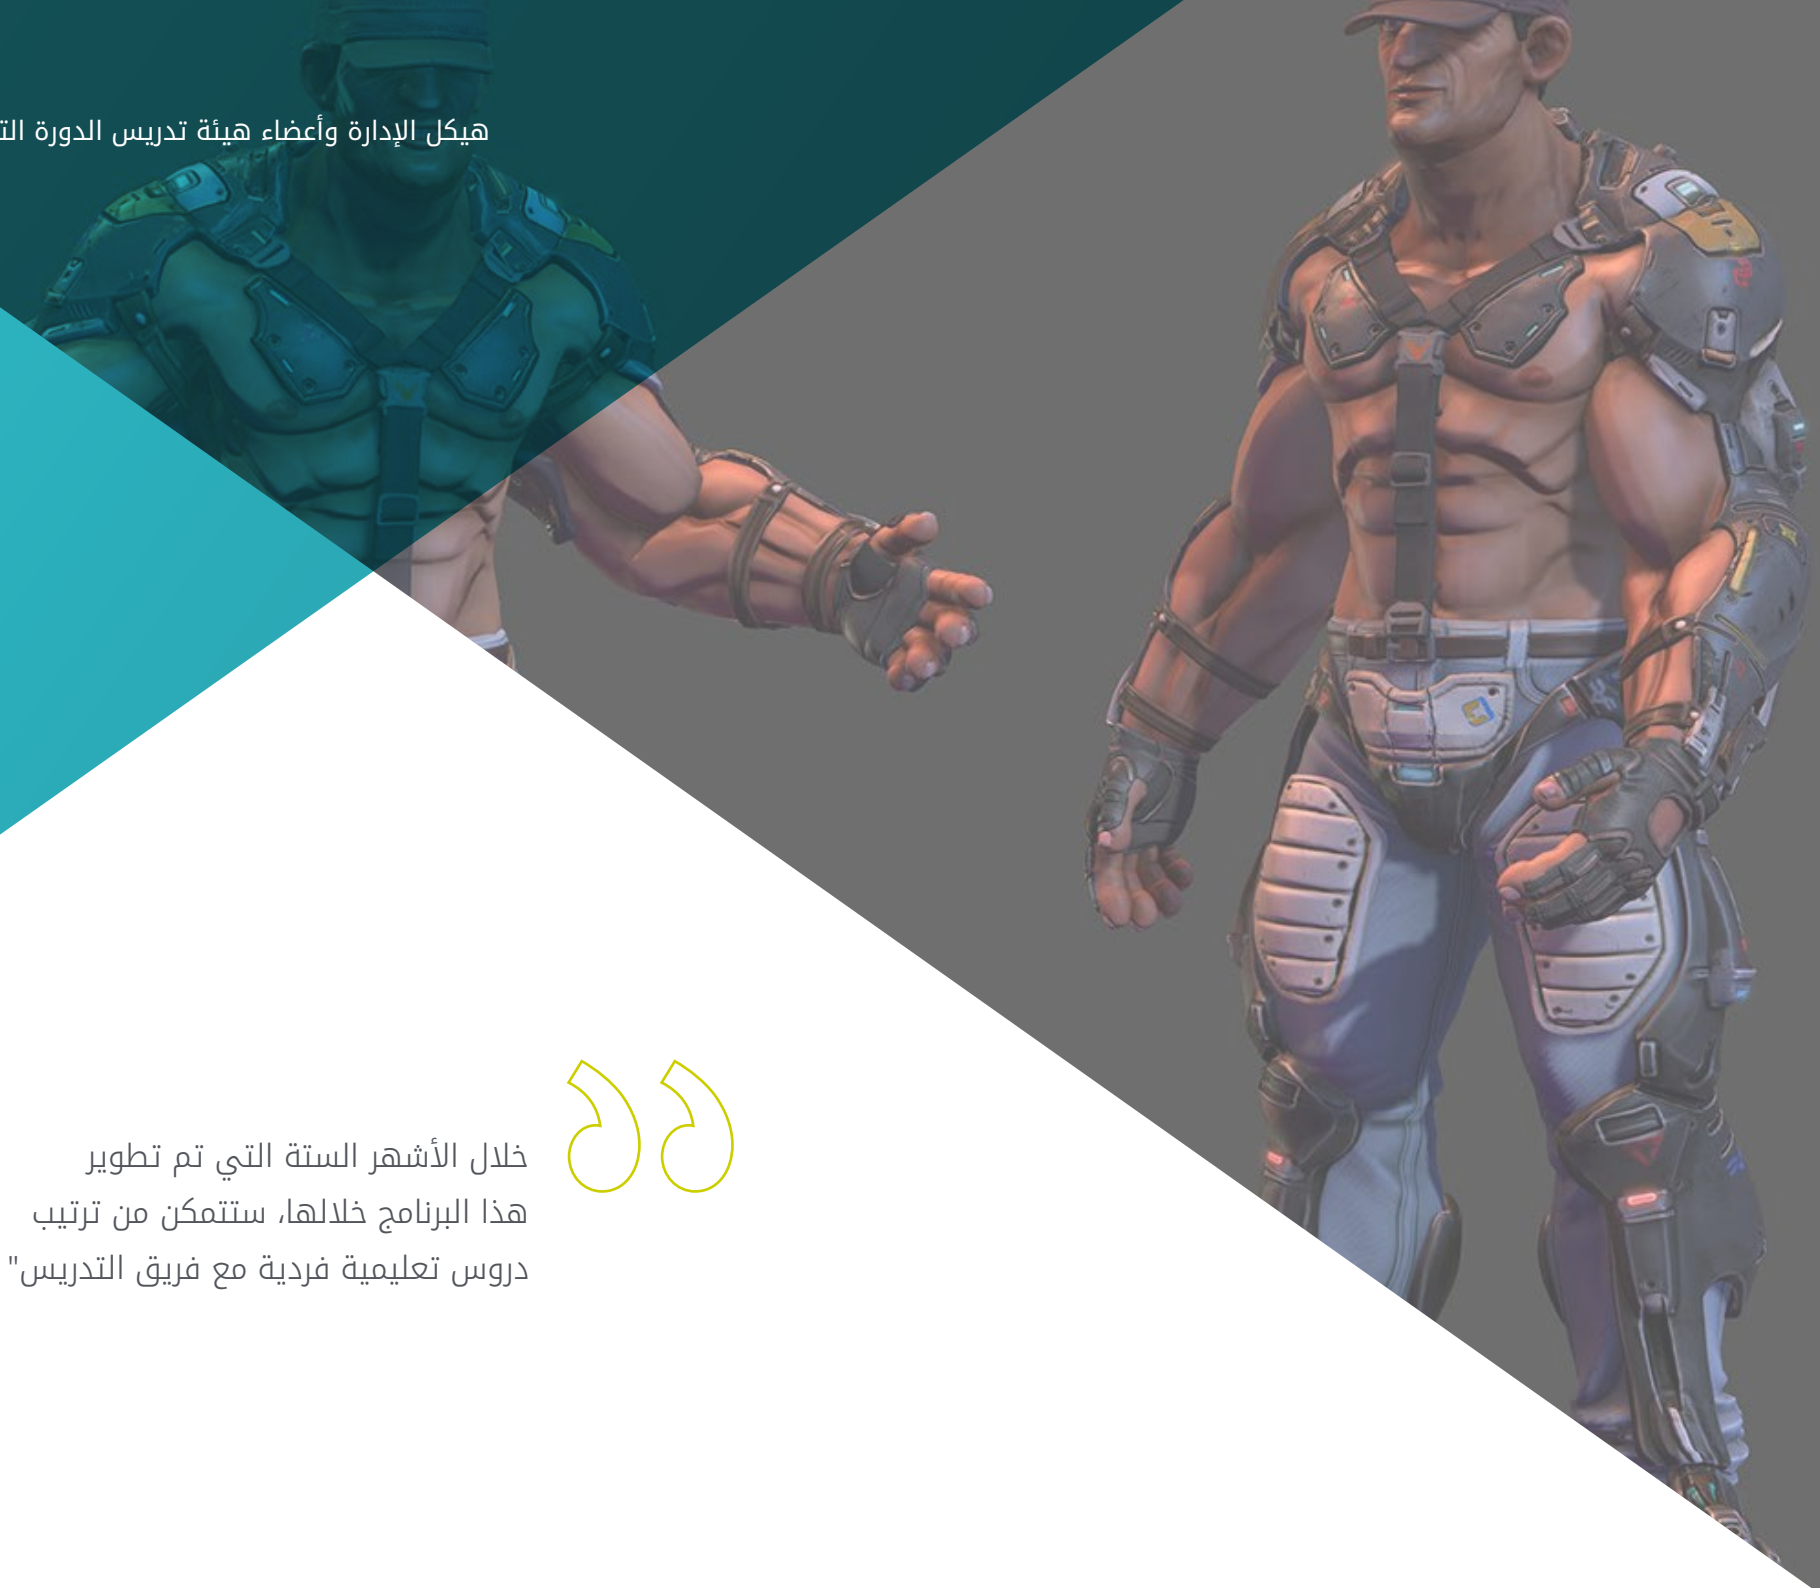 هيكل الإدارة وأعضاء هيئة تدريس الدورة
خلال الأشهر الستة التي تم تطوير
هذا البرنامج خلالها، ستتمكن من ترتيب
دروس تعليمية فردية مع فريق التدريس"